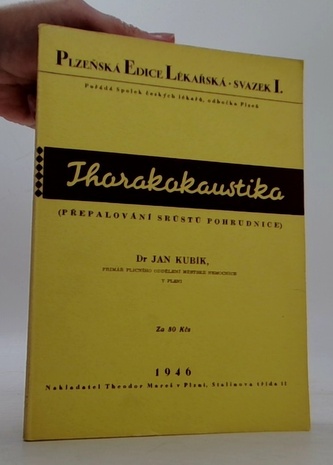 PLZEŇSKÁ EDICE LÉKAŘSKÁ - SVAZEK I.
Pořádá Spolek českých lékařů, odbočka Plzeň
Thorakokaustika
(PŘEPALOVÁNÍ SRŮSTŮ POHRUDNICE)
Dr JAN KUBÍK,
PRIMÁŘ PLICNÍHO ODDĚLENÍ MĚSTSKÉ NEMOCNICE
V PLZNI
Za 80 Kčs
1946
Nakladatel Theodor Mareš v Plzni, Stalinova třída 11